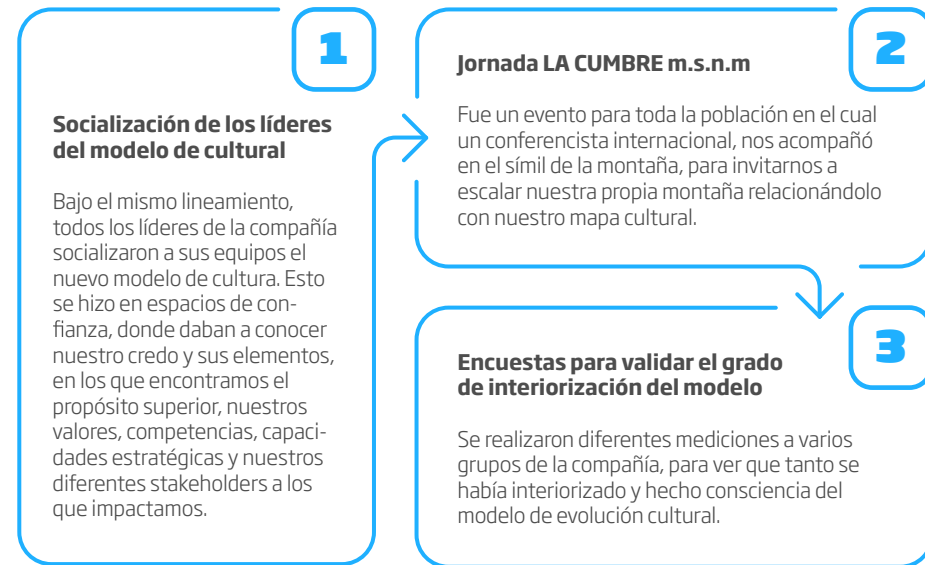 1
Socialización de los líderes
del modelo de cultural
Bajo el mismo lineamiento,
todos los líderes de la compañía
socializaron a sus equipos el
nuevo modelo de cultura. Esto
se hizo en espacios de con-
fianza, donde daban a conocer
nuestro credo y sus elementos,
en los que encontramos el
propósito superior, nuestros
valores, competencias, capaci-
dades estratégicas y nuestros
diferentes stakeholders a los
que impactamos.
2
Jornada LA CUMBRE m.s.n.m
Fue un evento para toda la población en el cual
un conferencista internacional, nos acompañó
en el símil de la montaña, para invitarnos a
escalar nuestra propia montaña relacionándolo
con nuestro mapa cultural.
3
Encuestas para validar el grado
de interiorización del modelo
Se realizaron diferentes mediciones a varios
grupos de la compañía, para ver que tanto se
había interiorizado y hecho consciencia del
modelo de evolución cultural.